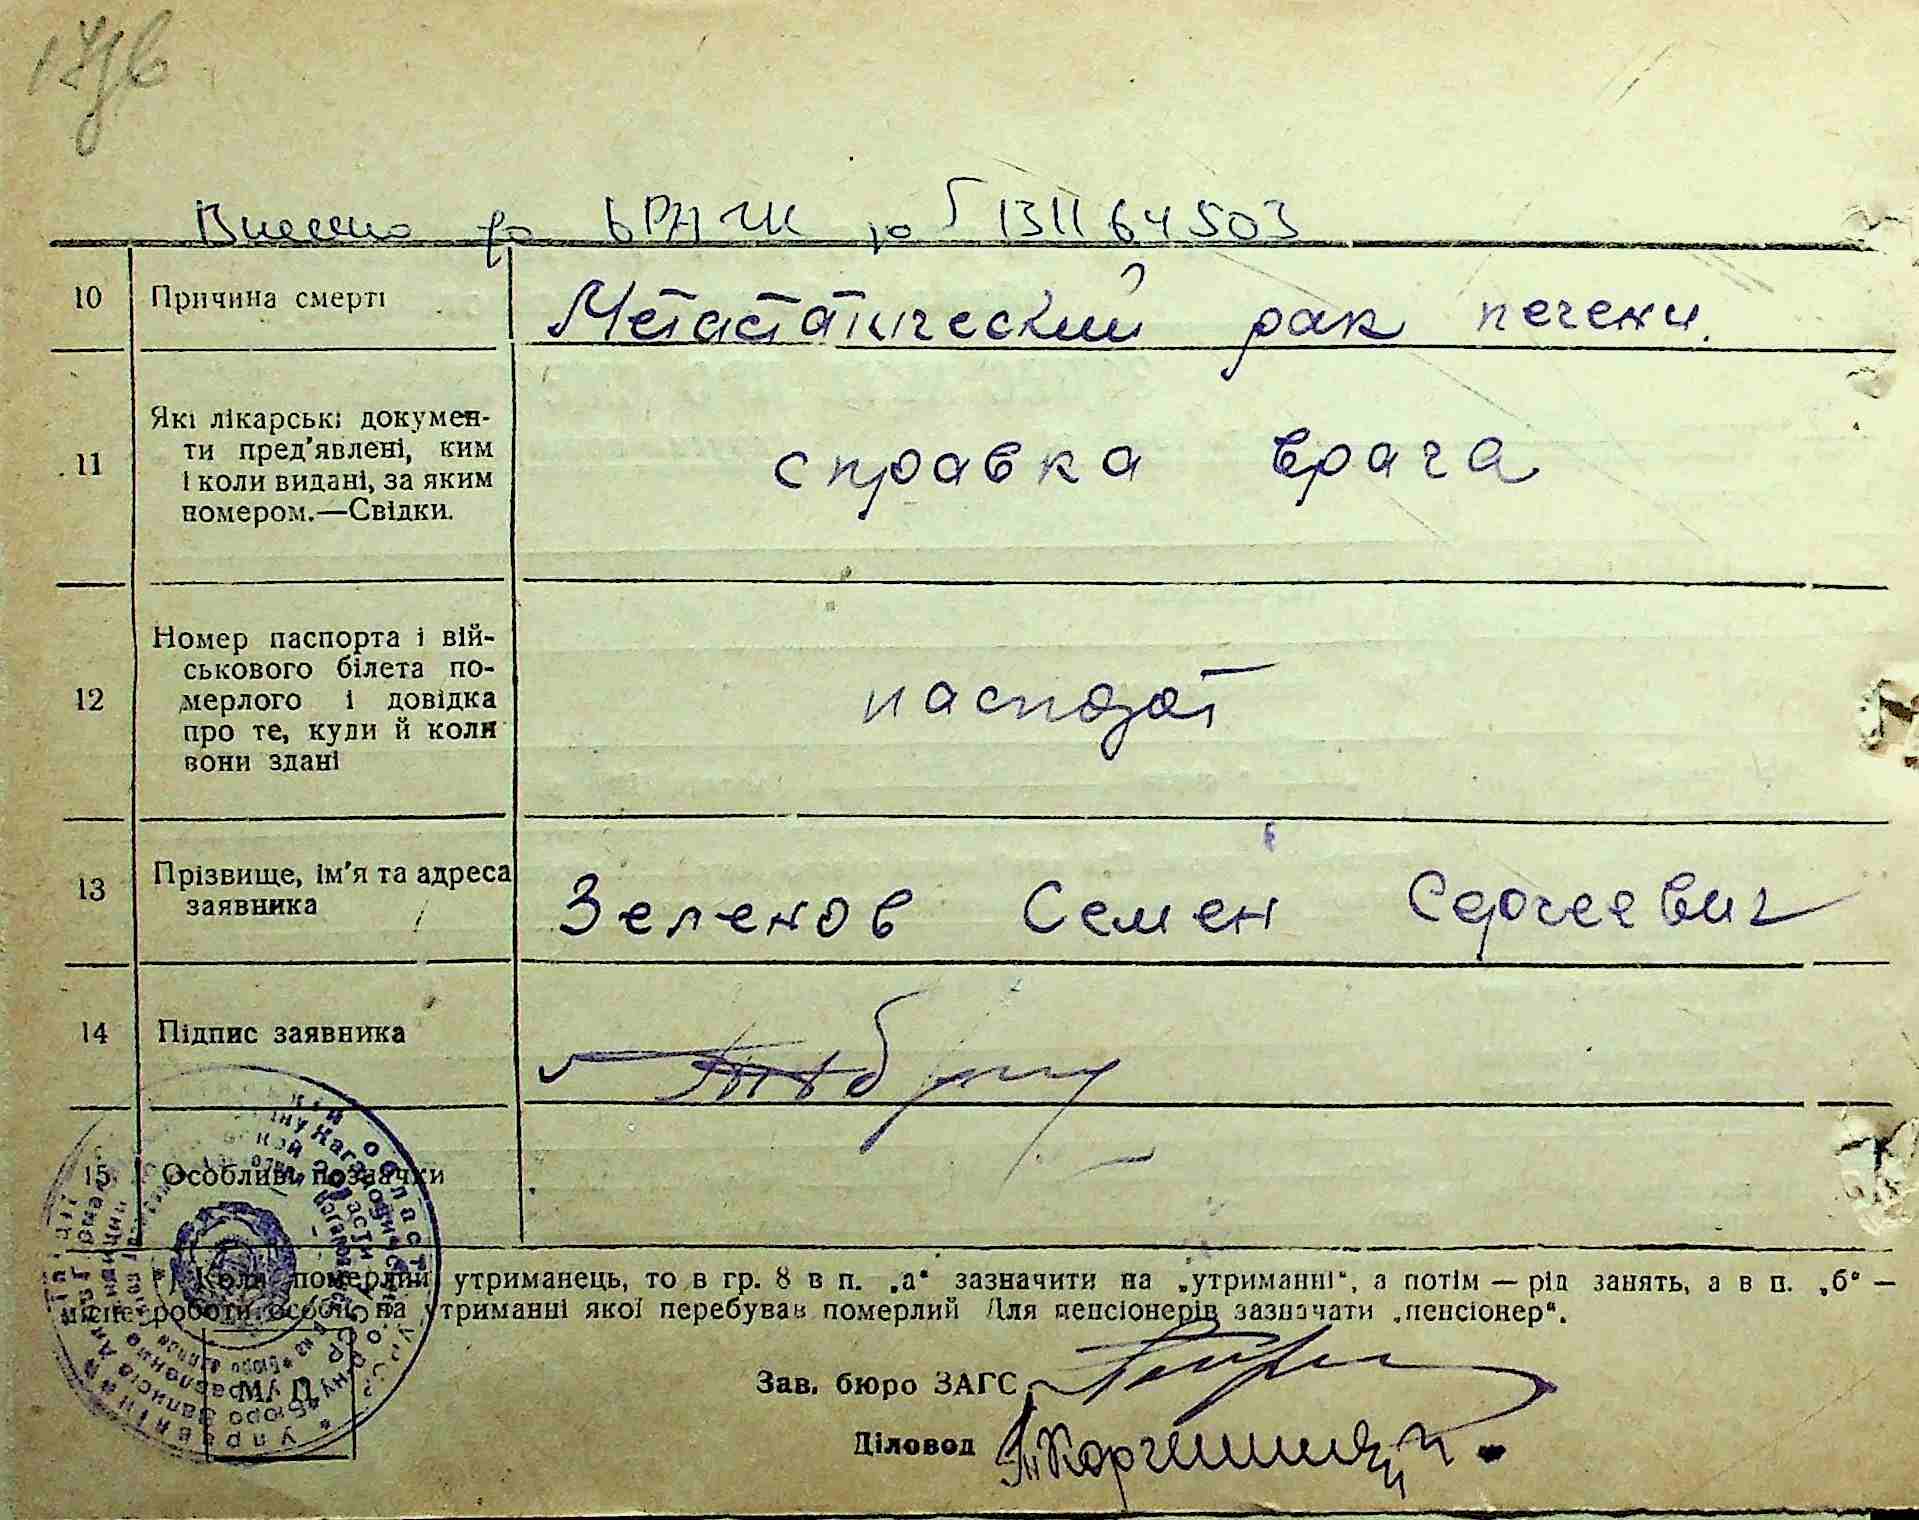 Внесено до ДРАЦС
131164503
10 Причина смерті Метастатический рак печени.
11 Які лікарські докумен-
ти пред'явлені, ким
і коли видані, за яким
номером.—Свідки.
справка врача
12 Номер паспорта і вій-
ськового білета по-
мерлого і довідка
про те, куди й коли
вони здані
паспорт
13 Прізвище, ім'я та адреса
заявника
Зеленов Семен Сергеевич
14 Підпис заявника
15 Особливі позначки
*) Коли померлий утриманець, то в гр. 8 в п. „а" зазначити на „утриманні", а потім — рід занять, а в п. „б" —
місце роботи особи, на утриманні якої перебував померлий Для пенсіонерів зазначати „пенсіонер".
Зав. бюро ЗАГС
М. П.
Діловод